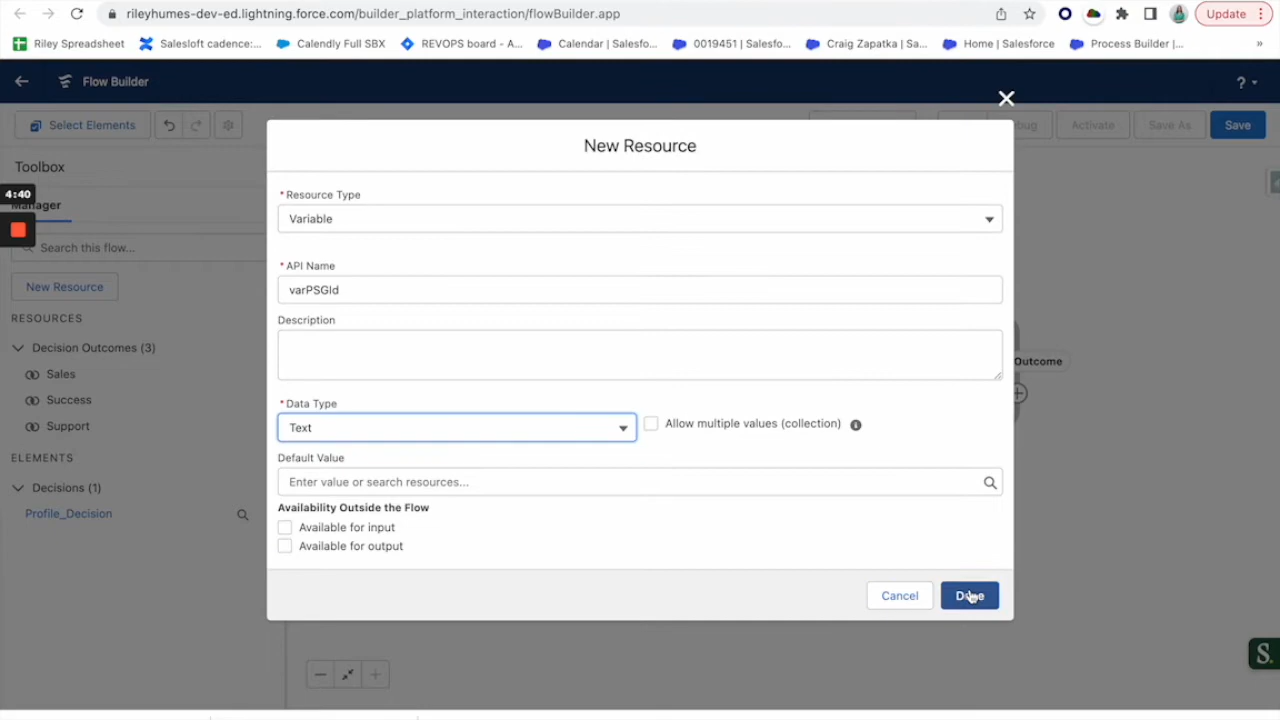 rileyhumes-dev-ed.lightning.force.com/builder_platform_interaction/flowBuilder.app
Update
Riley Spreadsheet
Salesloft cadence:...
Calendly Full SBX
REVOPS board - A...
Calendar | Salesfo...
0019451 | Salesfo...
Craig Zapatka | Sa...
Home | Salesforce
Process Builder |...
»
Flow Builder
?
Select Elements
Activate
Save As
Save
Toolbox
4:40
Manager
Search this flow...
New Resource
RESOURCES
Decision Outcomes (3)
Sales
Success
Support
ELEMENTS
Decisions (1)
Profile_Decision
New Resource
* Resource Type
Variable
* API Name
varPSGId
Description
* Data Type
Text
Allow multiple values (collection)
Default Value
Enter value or search resources...
Availability Outside the Flow
Available for input
Available for output
Cancel
Done
Outcome
S.